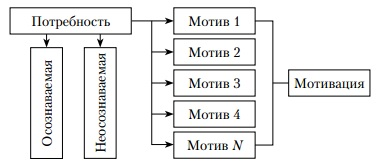 Потребность
Осознаваемая
Неосознаваемая
Мотив 1
Мотив 2
Мотив 3
Мотив 4
Мотив N
Мотивация